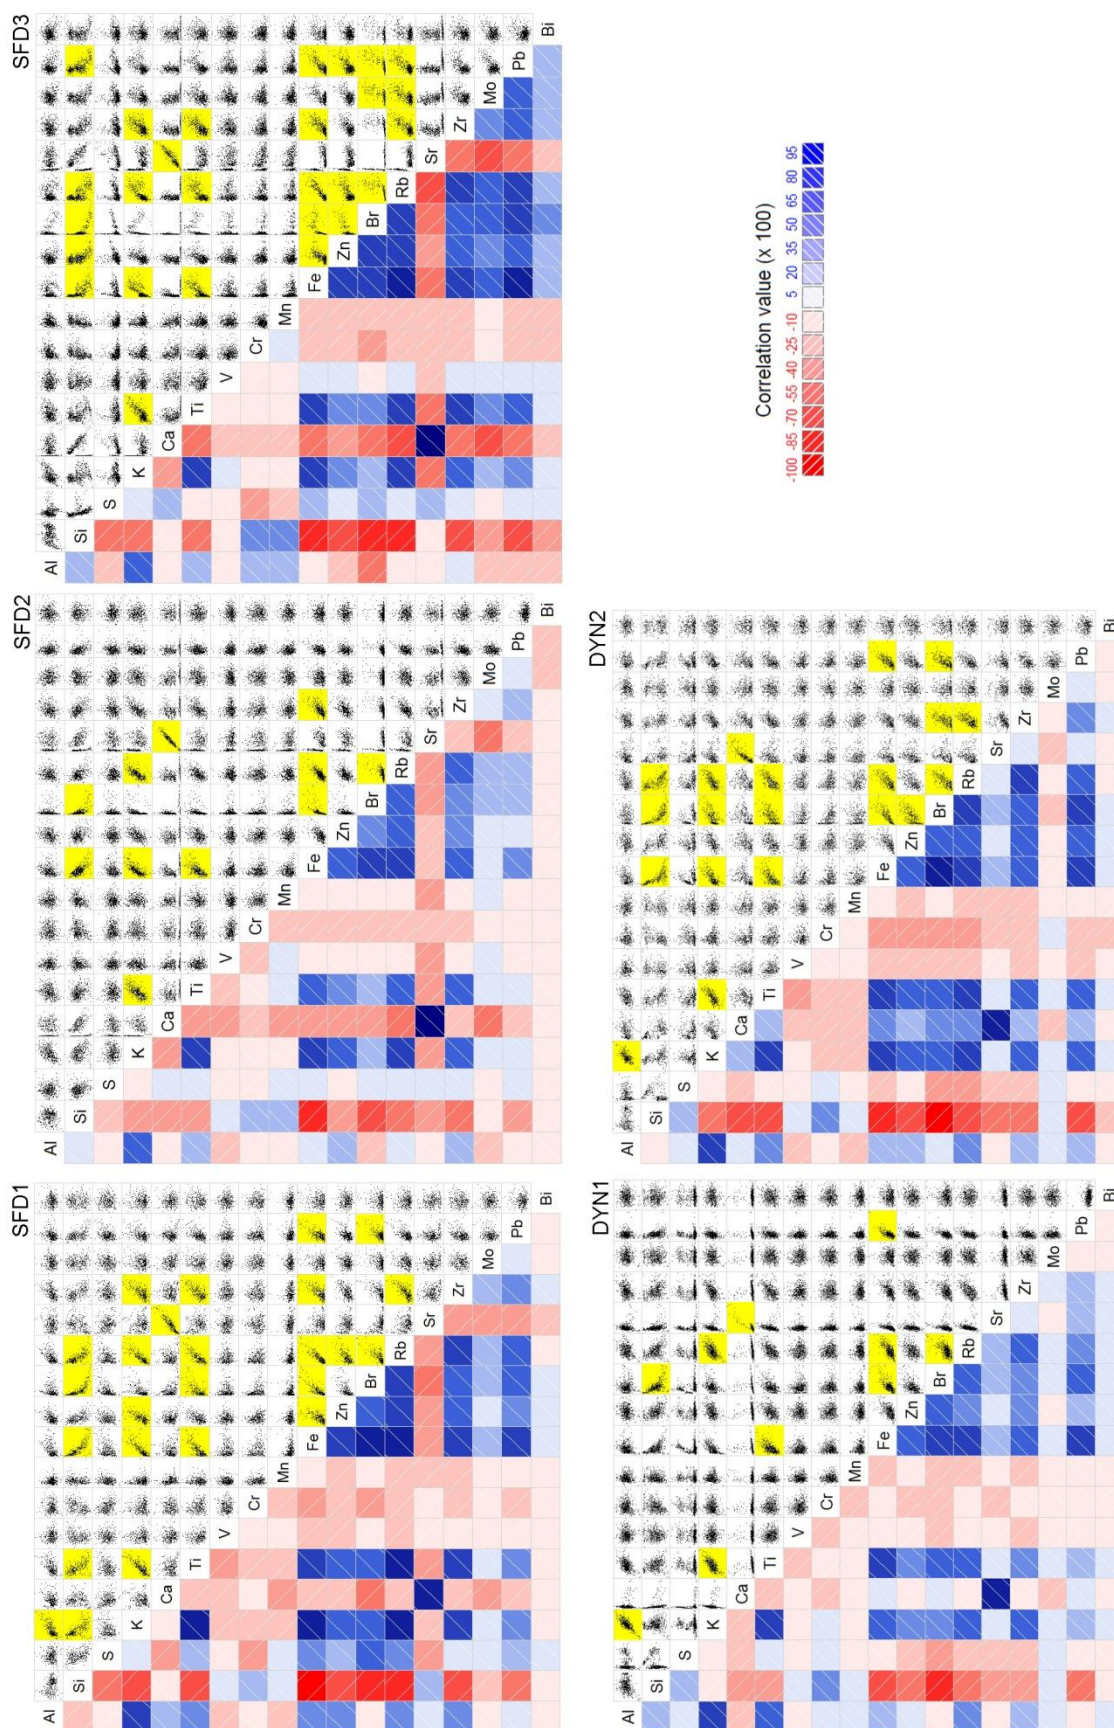 SFD1
Al
Si
S
K
Ca
Ti
V
Cr
Mn
Fe
Zn
Br
Rb
Sr
Zr
Mo
Pb
Bi
SFD2
Al
Si
S
K
Ca
Ti
V
Cr
Mn
Fe
Zn
Br
Rb
Sr
Zr
Mo
Pb
Bi
SFD3
Al
Si
S
K
Ca
Ti
V
Cr
Mn
Fe
Zn
Br
Rb
Sr
Zr
Mo
Pb
Bi
DYN1
Al
Si
S
K
Ca
Ti
V
Cr
Mn
Fe
Zn
Br
Rb
Sr
Zr
Mo
Pb
Bi
DYN2
Al
Si
S
K
Ca
Ti
V
Cr
Mn
Fe
Zn
Br
Rb
Sr
Zr
Mo
Pb
Bi
Correlation value (x 100)
-100 -85 -70 -55 -40 -25 -10 5 20 35 50 65 80 95